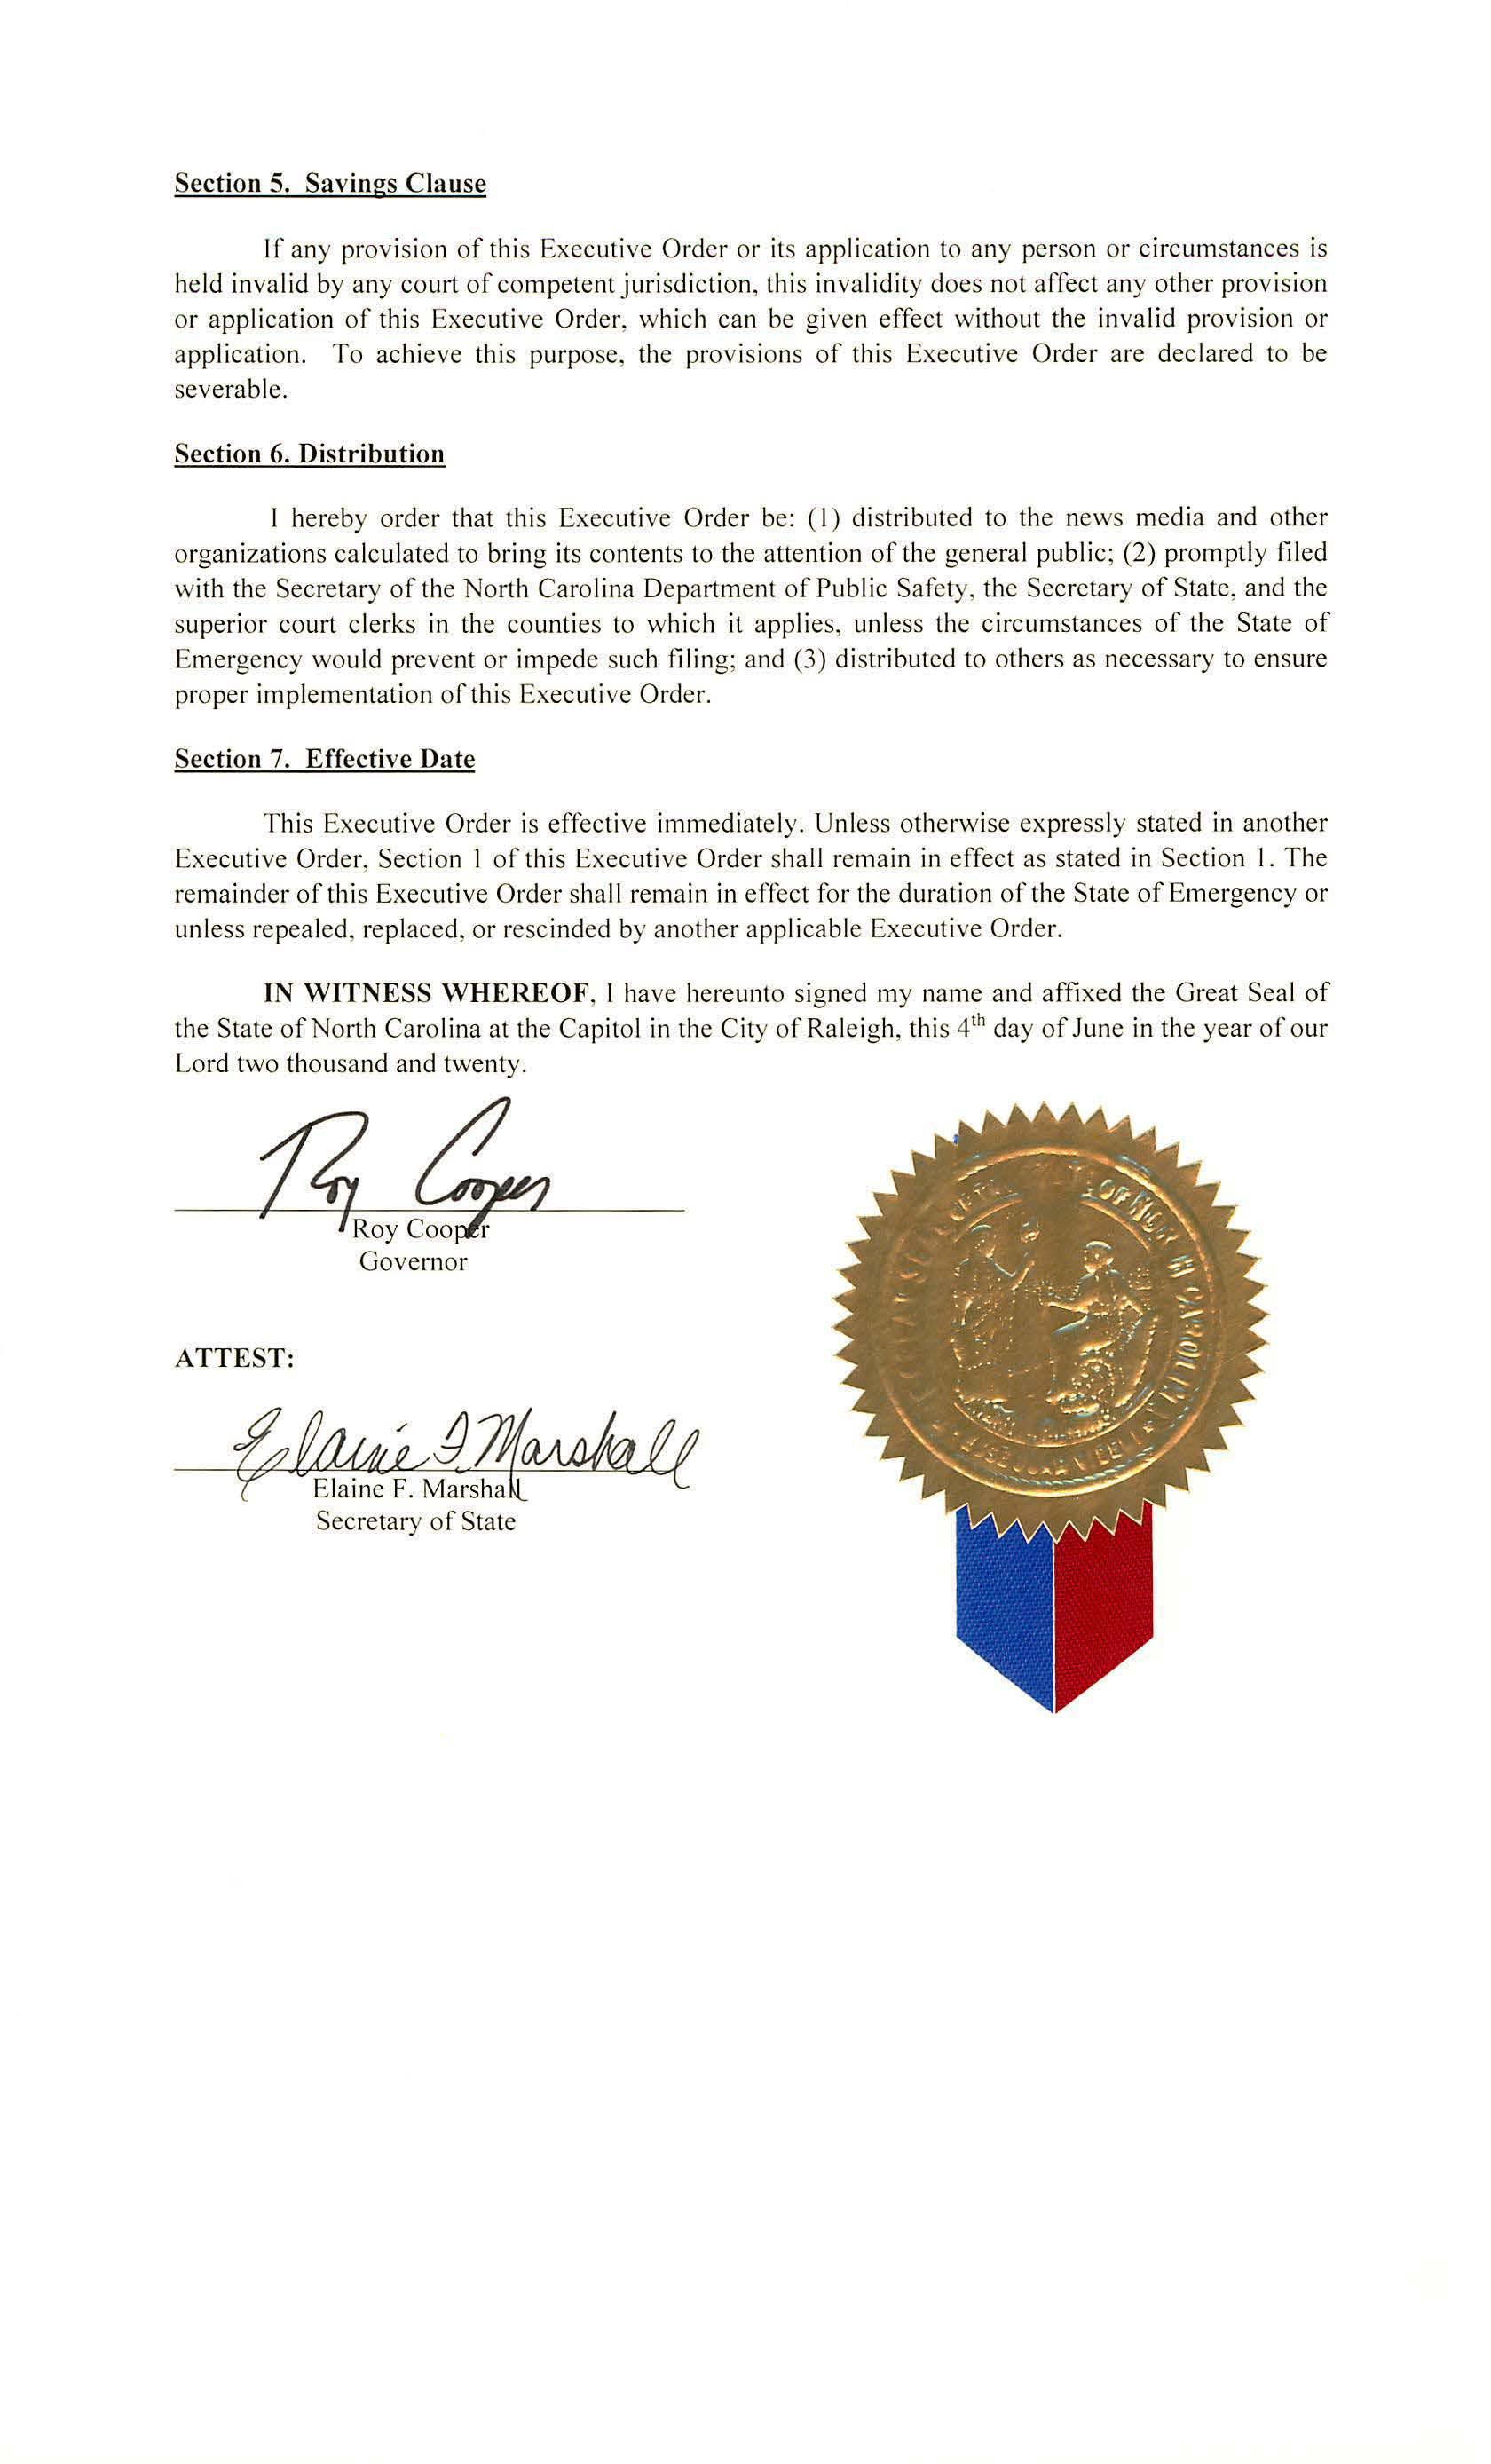 Section 5. Savings Clause
If any provision of this Executive Order or its application to any person or circumstances is
held invalid by any court of competent jurisdiction, this invalidity does not affect any other provision
or application of this Executive Order, which can be given effect without the invalid provision or
application. To achieve this purpose, the provisions of this Executive Order are declared to be
severable.
Section 6. Distribution
I hereby order that this Executive Order be: (1) distributed to the news media and other
organizations calculated to bring its contents to the attention of the general public; (2) promptly filed
with the Secretary of the North Carolina Department of Public Safety, the Secretary of State, and the
superior court clerks in the counties to which it applies, unless the circumstances of the State of
Emergency would prevent or impede such filing; and (3) distributed to others as necessary to ensure
proper implementation of this Executive Order.
Section 7. Effective Date
This Executive Order is effective immediately. Unless otherwise expressly stated in another
Executive Order, Section 1 of this Executive Order shall remain in effect as stated in Section 1. The
remainder of this Executive Order shall remain in effect for the duration of the State of Emergency or
unless repealed, replaced, or rescinded by another applicable Executive Order.
IN WITNESS WHEREOF, I have hereunto signed my name and affixed the Great Seal of
the State of North Carolina at the Capitol in the City of Raleigh, this 4th day of June in the year of our
Lord two thousand and twenty.
Roy Cooper
Roy Cooper
Governor
ATTEST:
Elaine F. Marshall
Elaine F. Marshall
Secretary of State
STATE OF NORTH CAROLINA